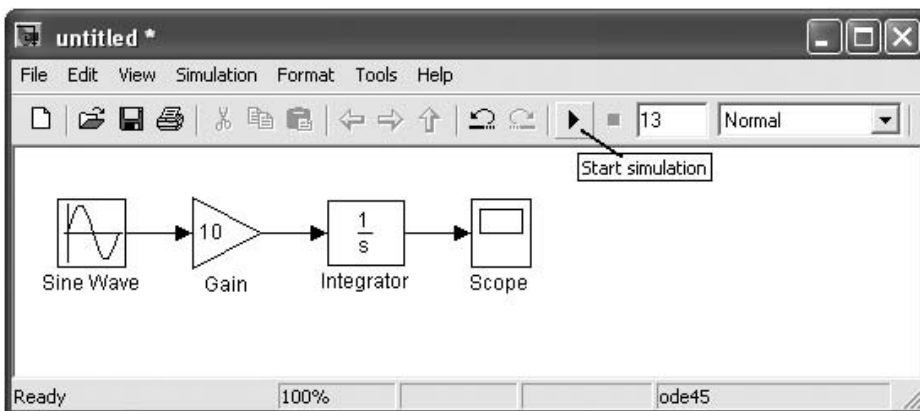 untitled *
File Edit View Simulation Format Tools Help
13 Normal
Start simulation
10 1
s
Sine Wave Gain Integrator Scope
Ready 100% ode45